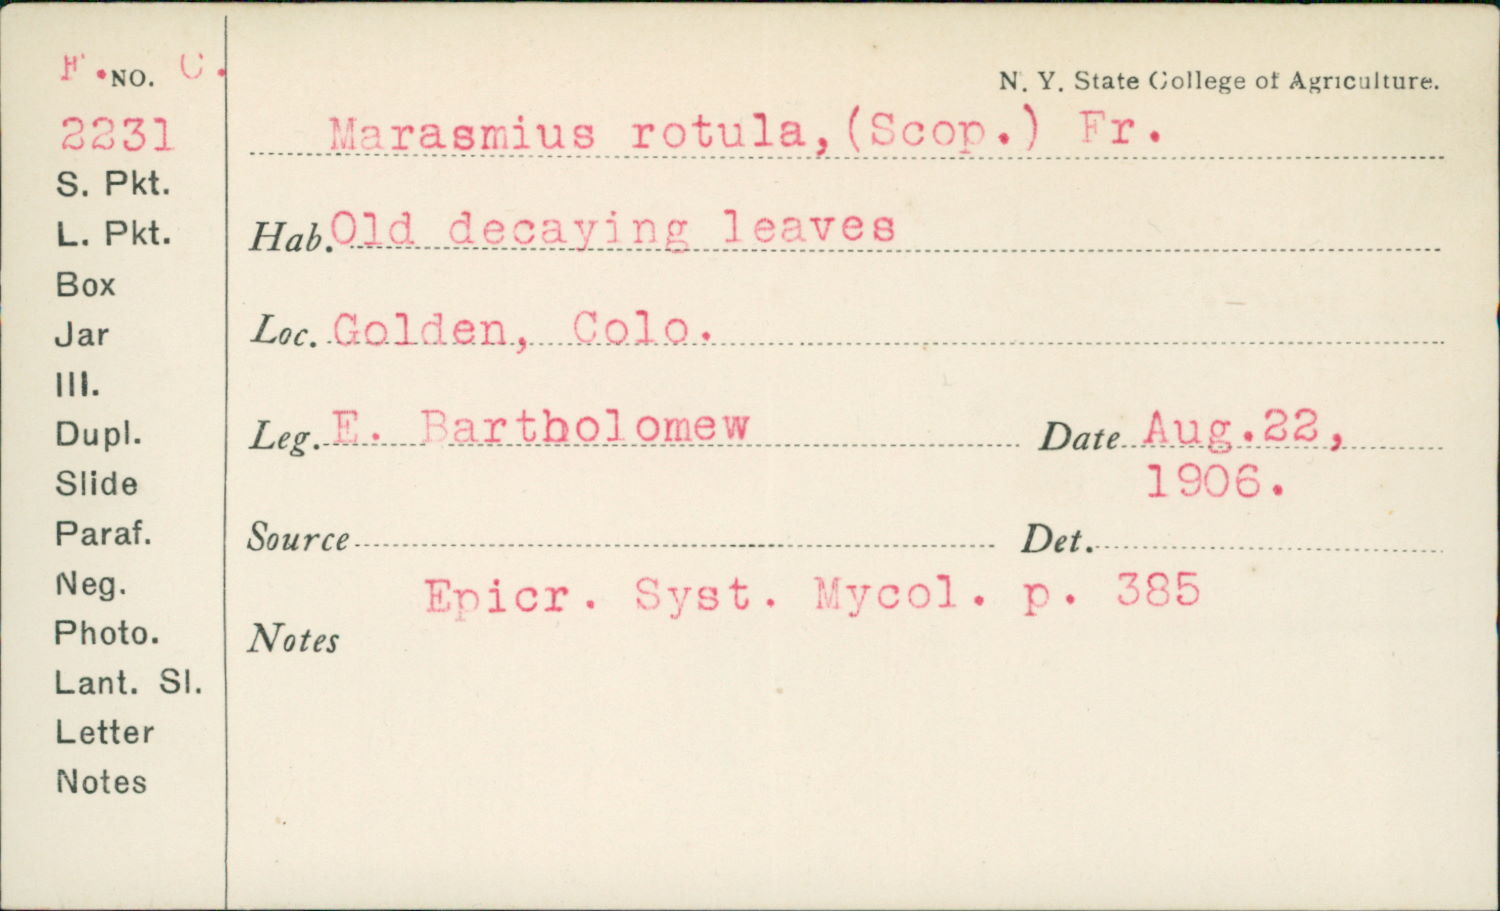 F. NO. C.
N. Y. State College of Agriculture.
2231
Marasmius rotula, (Scop.) Fr.
S. Pkt.
L. Pkt.
Hab. Old decaying leaves
Box
Jar
Loc. Golden, Colo.
Ill.
Dupl.
Leg. E. Bartholomew Date Aug. 22,
1906.
Slide
Paraf.
Source Det.
Neg.
Epicr. Syst. Mycol. p. 385
Photo.
Notes
Lant. Sl.
Letter
Notes